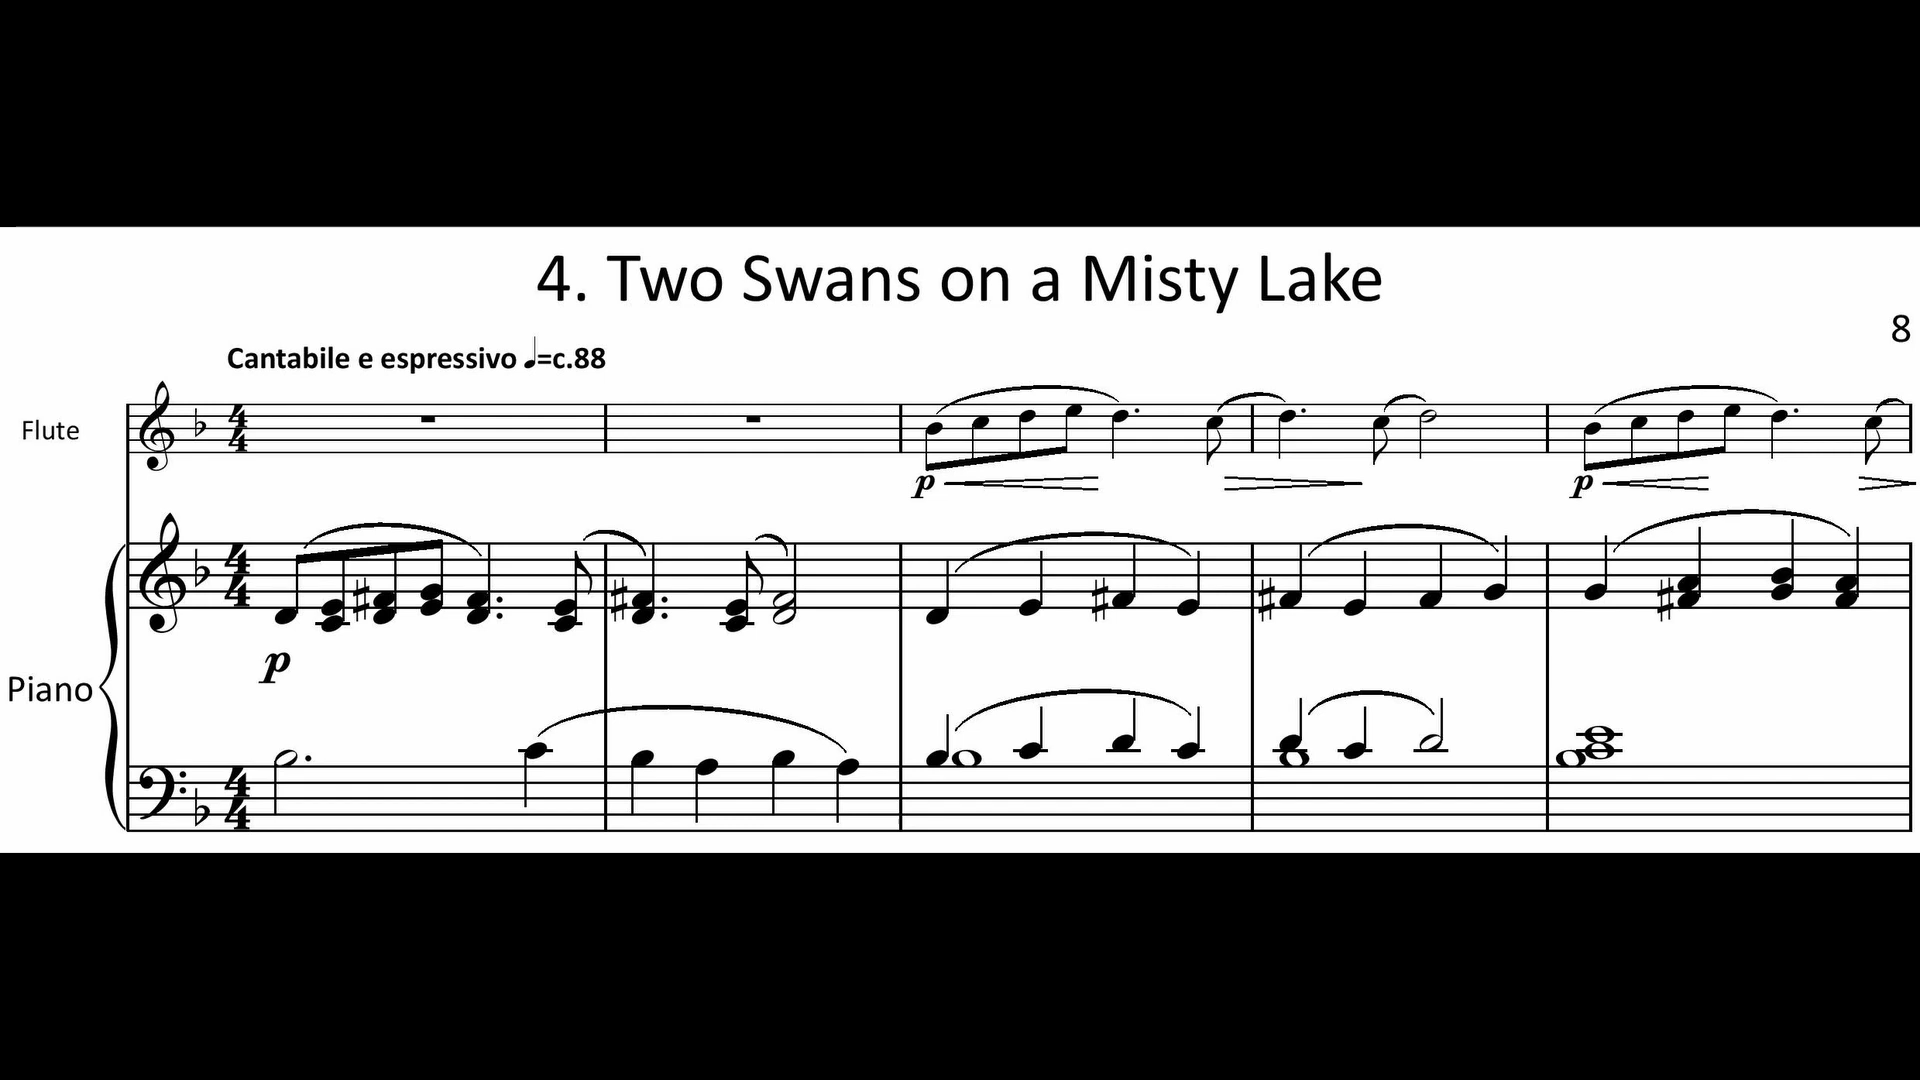 4. Two Swans on a Misty Lake
8
Cantabile e espressivo ♩=c.88
Flute
p
p
p
Piano